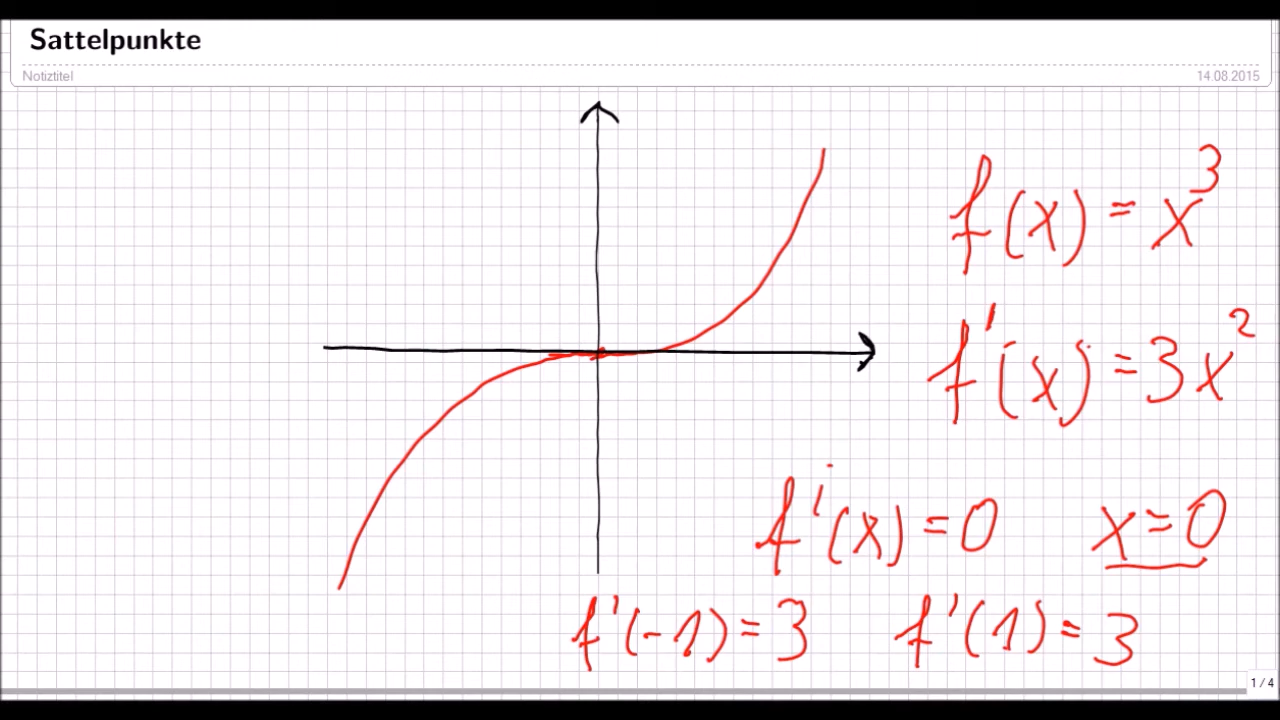 Sattelpunkte
Notiztitel 14.08.2015
f(x) = x³
f'(x) = 3x²
f'(x) = 0 x = 0
f'(-1) = 3 f'(1) = 3
1 / 4